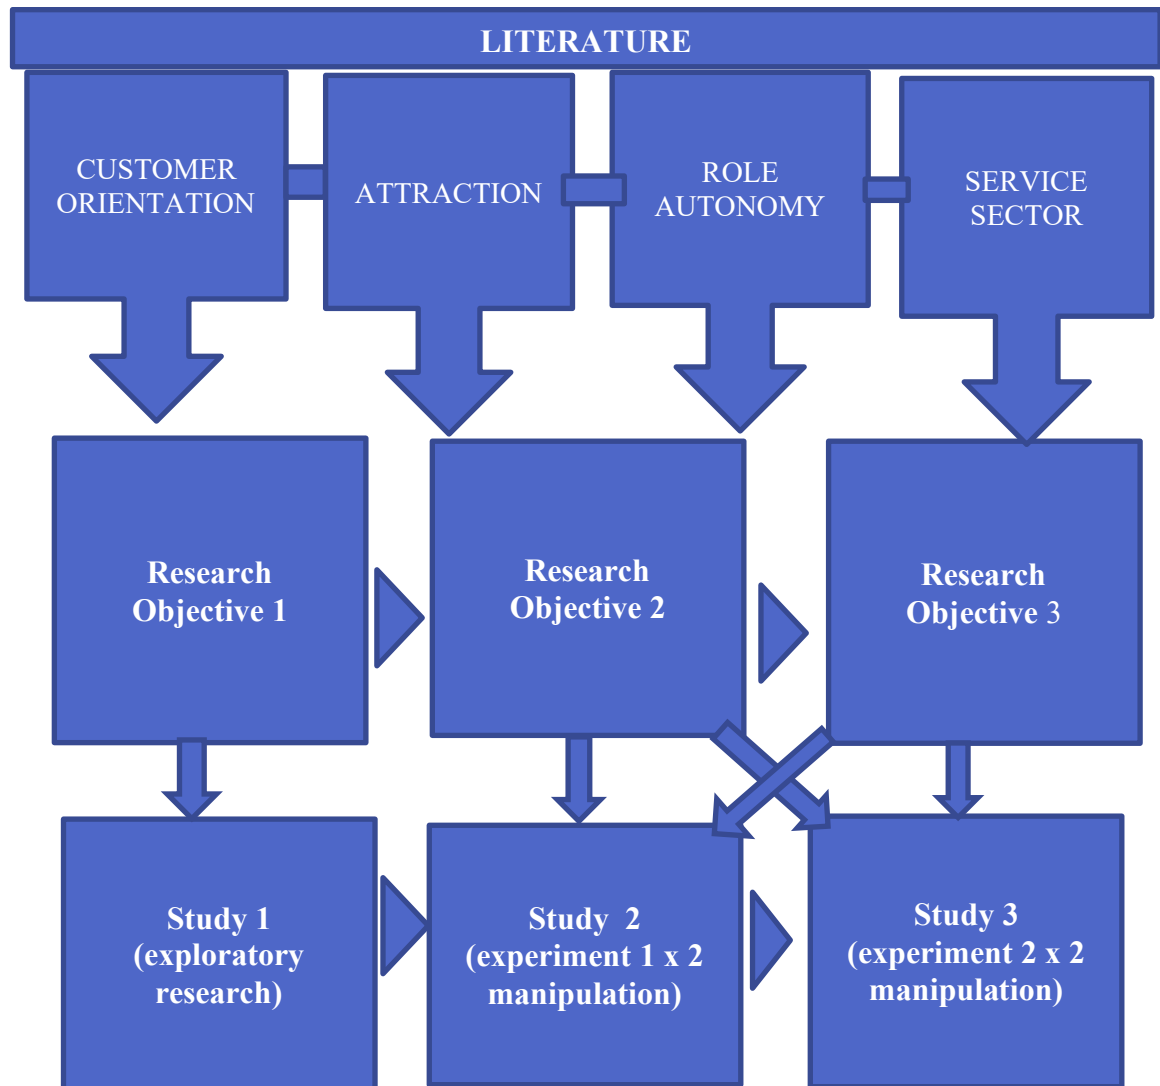 LITERATURE
CUSTOMER
ORIENTATION
ATTRACTION
ROLE
AUTONOMY
SERVICE
SECTOR
Research
Objective 1
Research
Objective 2
Research
Objective 3
Study 1
(exploratory
research)
Study 2
(experiment 1 x 2
manipulation)
Study 3
(experiment 2 x 2
manipulation)